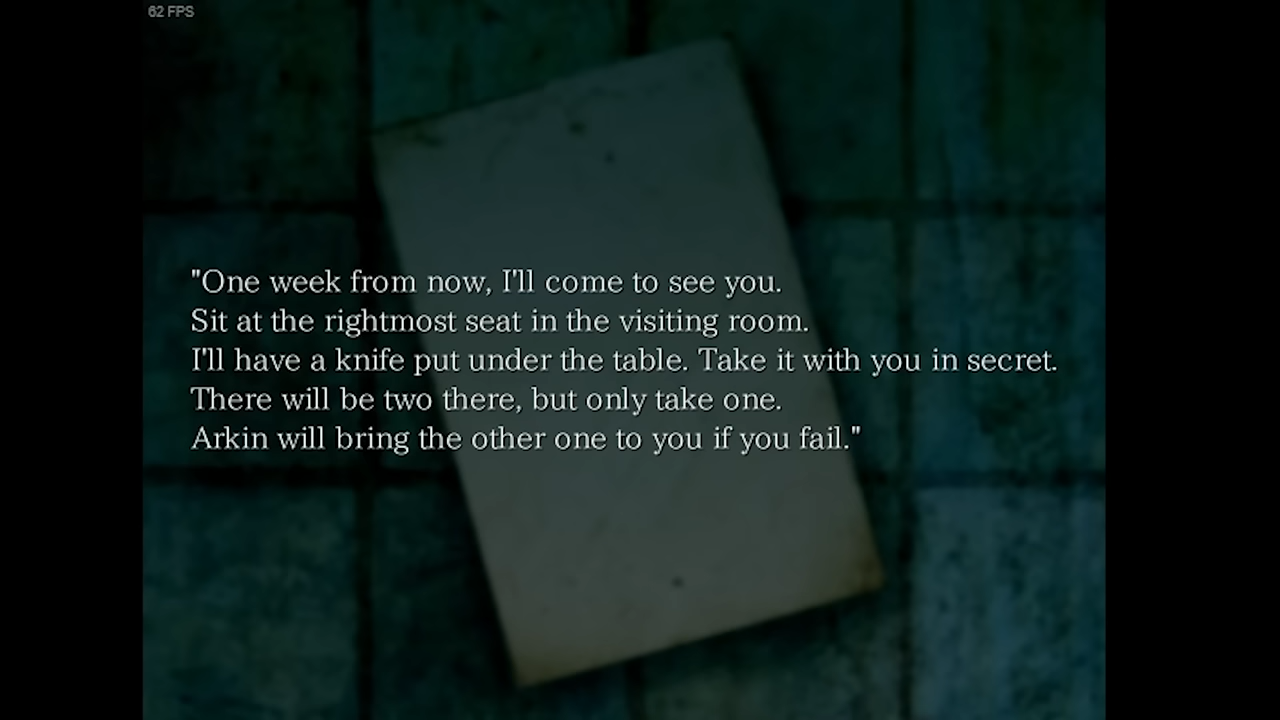 62 FPS
"One week from now, I'll come to see you.
Sit at the rightmost seat in the visiting room.
I'll have a knife put under the table. Take it with you in secret.
There will be two there, but only take one.
Arkin will bring the other one to you if you fail."